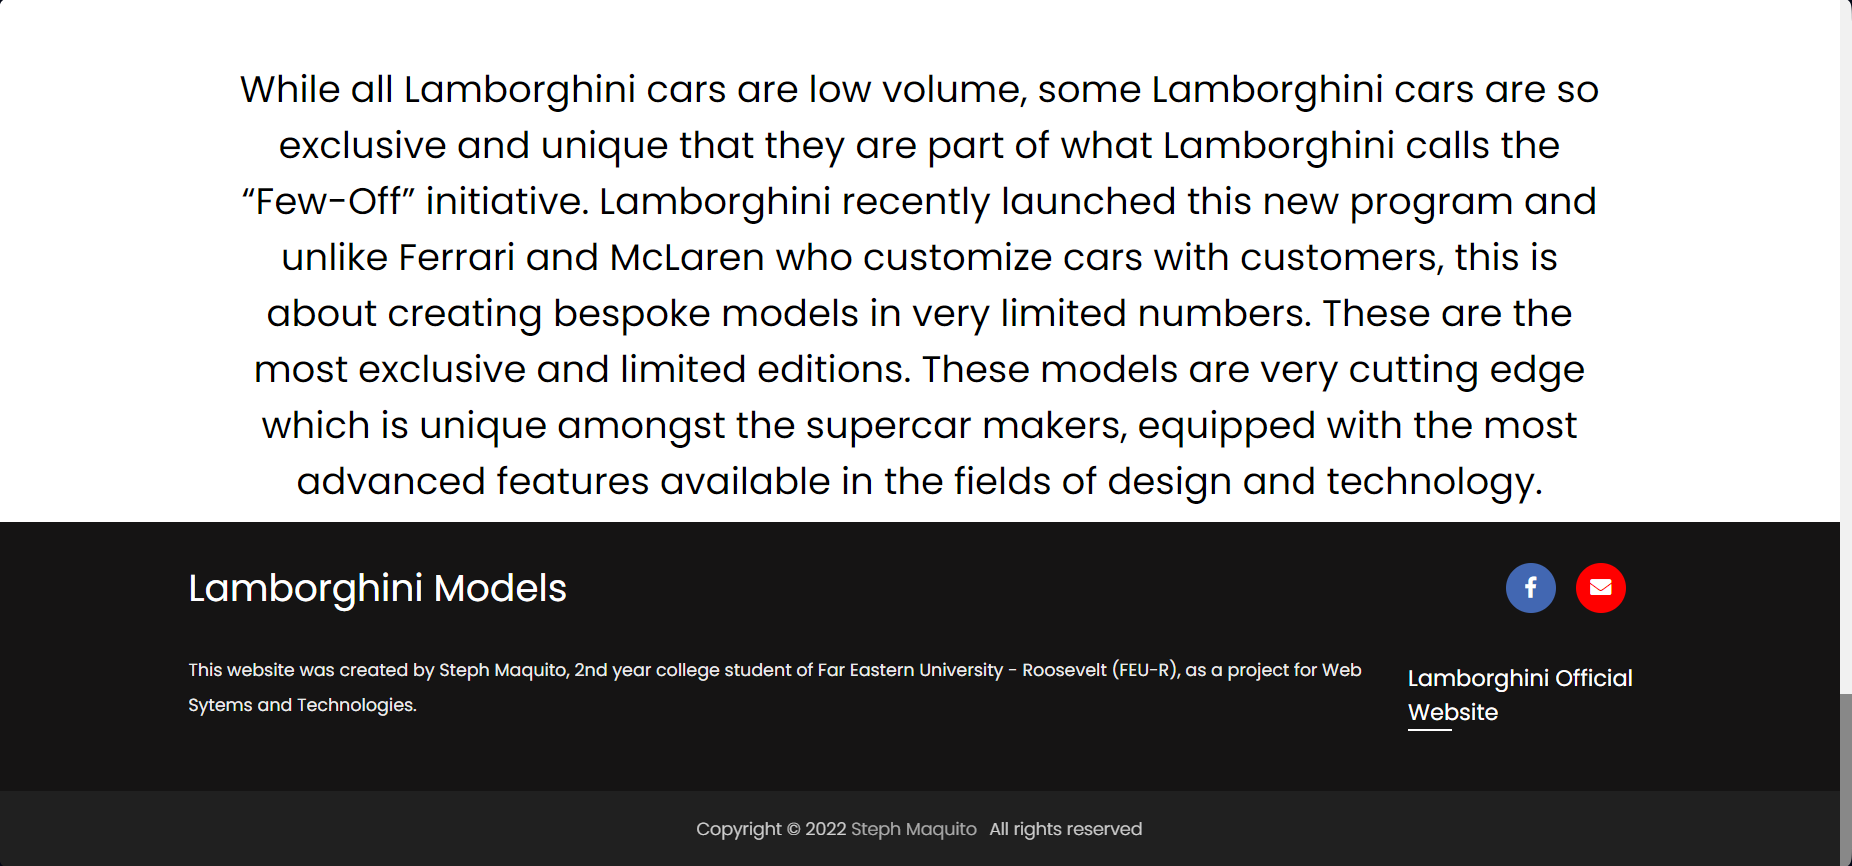 While all Lamborghini cars are low volume, some Lamborghini cars are so
exclusive and unique that they are part of what Lamborghini calls the
“Few-Off” initiative. Lamborghini recently launched this new program and
unlike Ferrari and McLaren who customize cars with customers, this is
about creating bespoke models in very limited numbers. These are the
most exclusive and limited editions. These models are very cutting edge
which is unique amongst the supercar makers, equipped with the most
advanced features available in the fields of design and technology.
Lamborghini Models
This website was created by Steph Maquito, 2nd year college student of Far Eastern University - Roosevelt (FEU-R), as a project for Web
Sytems and Technologies.
Lamborghini Official
Website
Copyright © 2022 Steph Maquito All rights reserved